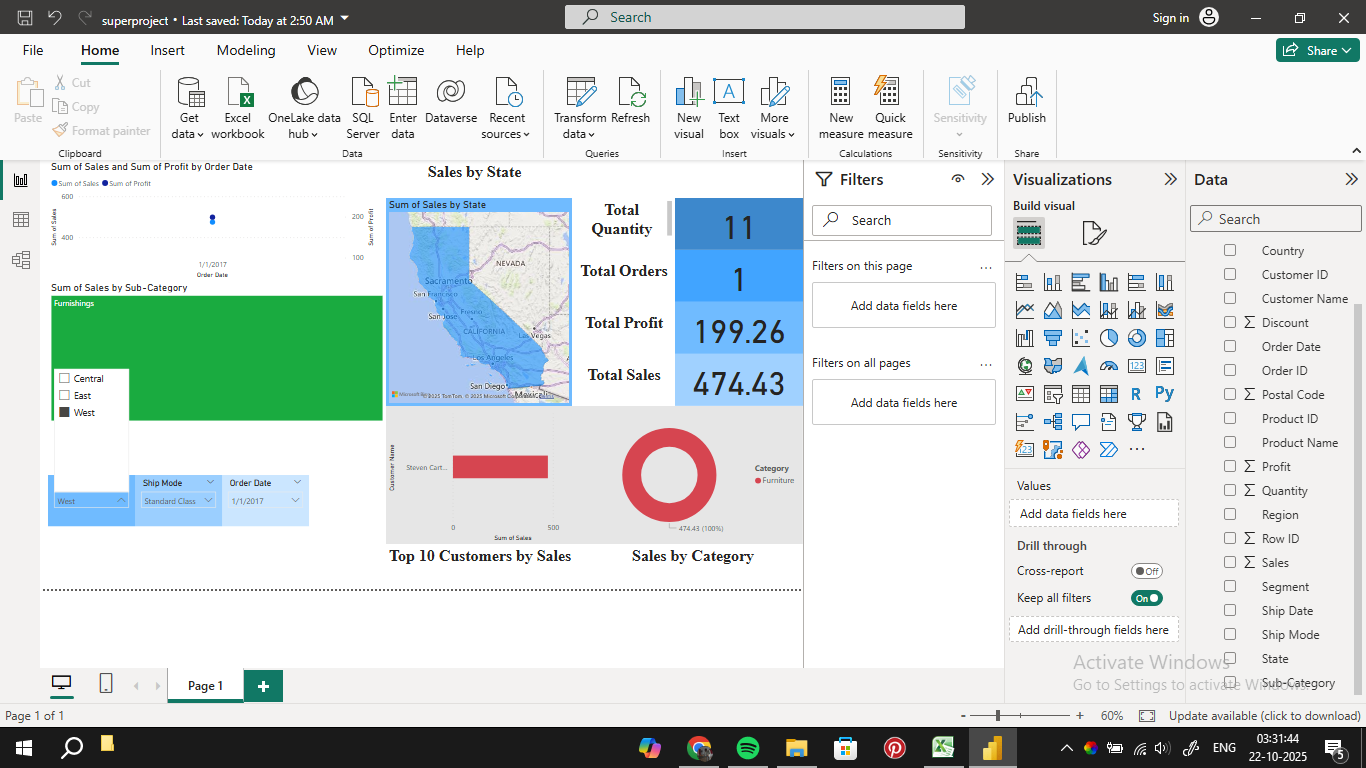 superproject • Last saved: Today at 2:50 AM
Search
Sign in
File Home Insert Modeling View Optimize Help
Share
Paste
Cut
Copy
Format painter
Clipboard
Get data
Excel workbook
OneLake data hub
SQL Server
Enter data
Dataverse
Recent sources
Data
Transform data
Refresh
Queries
New visual
Text box
More visuals
Insert
New measure
Quick measure
Calculations
Sensitivity
Sensitivity
Publish
Share
Sum of Sales and Sum of Profit by Order Date
Sum of Sales Sum of Profit
Sum of Sales
600
400
200
100
Sum of Profit
1/1/2017
Order Date
Sum of Sales by Sub-Category
Furnishings
Central
East
West
West
Ship Mode
Standard Class
Order Date
1/1/2017
Sales by State
Sum of Sales by State
NEVADA
Sacramento
San Francisco
San Jose
Fresno
CALIFORNIA
Las Vegas
Los Angeles
San Diego
Mexicali
© 2025 TomTom, © 2025 Microsoft
Total Quantity
11
Total Orders
1
Total Profit
199.26
Total Sales
474.43
Customer Name
Steven Cart...
0
500
Sum of Sales
Top 10 Customers by Sales
Category
Furniture
474.43 (100%)
Sales by Category
Filters
Search
Filters on this page
...
Add data fields here
Filters on all pages
...
Add data fields here
Visualizations
Build visual
123
R
Py
123
...
Values
Add data fields here
Drill through
Cross-report
Off
Keep all filters
On
Add drill-through fields here
Data
Search
Country
Customer ID
Customer Name
Discount
Order Date
Order ID
Postal Code
Product ID
Product Name
Profit
Quantity
Region
Row ID
Sales
Segment
Ship Date
Ship Mode
State
Sub-Category
Activate Windows
Go to Settings to activate Windows.
Page 1
Page 1 of 1
- + 60%
Update available (click to download)
ENG
03:31:44
22-10-2025
5